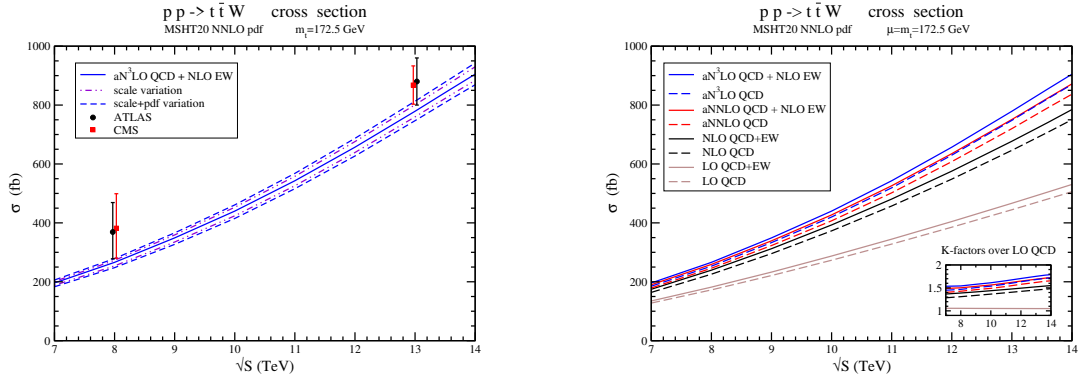 p p -> t t̄ W cross section
MSHT20 NNLO pdf m_t=172.5 GeV
1000
800
600
400
200
0
σ (fb)
aN³LO QCD + NLO EW
scale variation
scale+pdf variation
ATLAS
CMS
7 8 9 10 11 12 13 14
√S (TeV)
p p -> t t̄ W cross section
MSHT20 NNLO pdf μ=m_t=172.5 GeV
1000
800
600
400
200
0
σ (fb)
aN³LO QCD + NLO EW
aN³LO QCD
aNNLO QCD + NLO EW
aNNLO QCD
NLO QCD+EW
NLO QCD
LO QCD+EW
LO QCD
K-factors over LO QCD
2
1.5
1
8 10 12 14
7 8 9 10 11 12 13 14
√S (TeV)